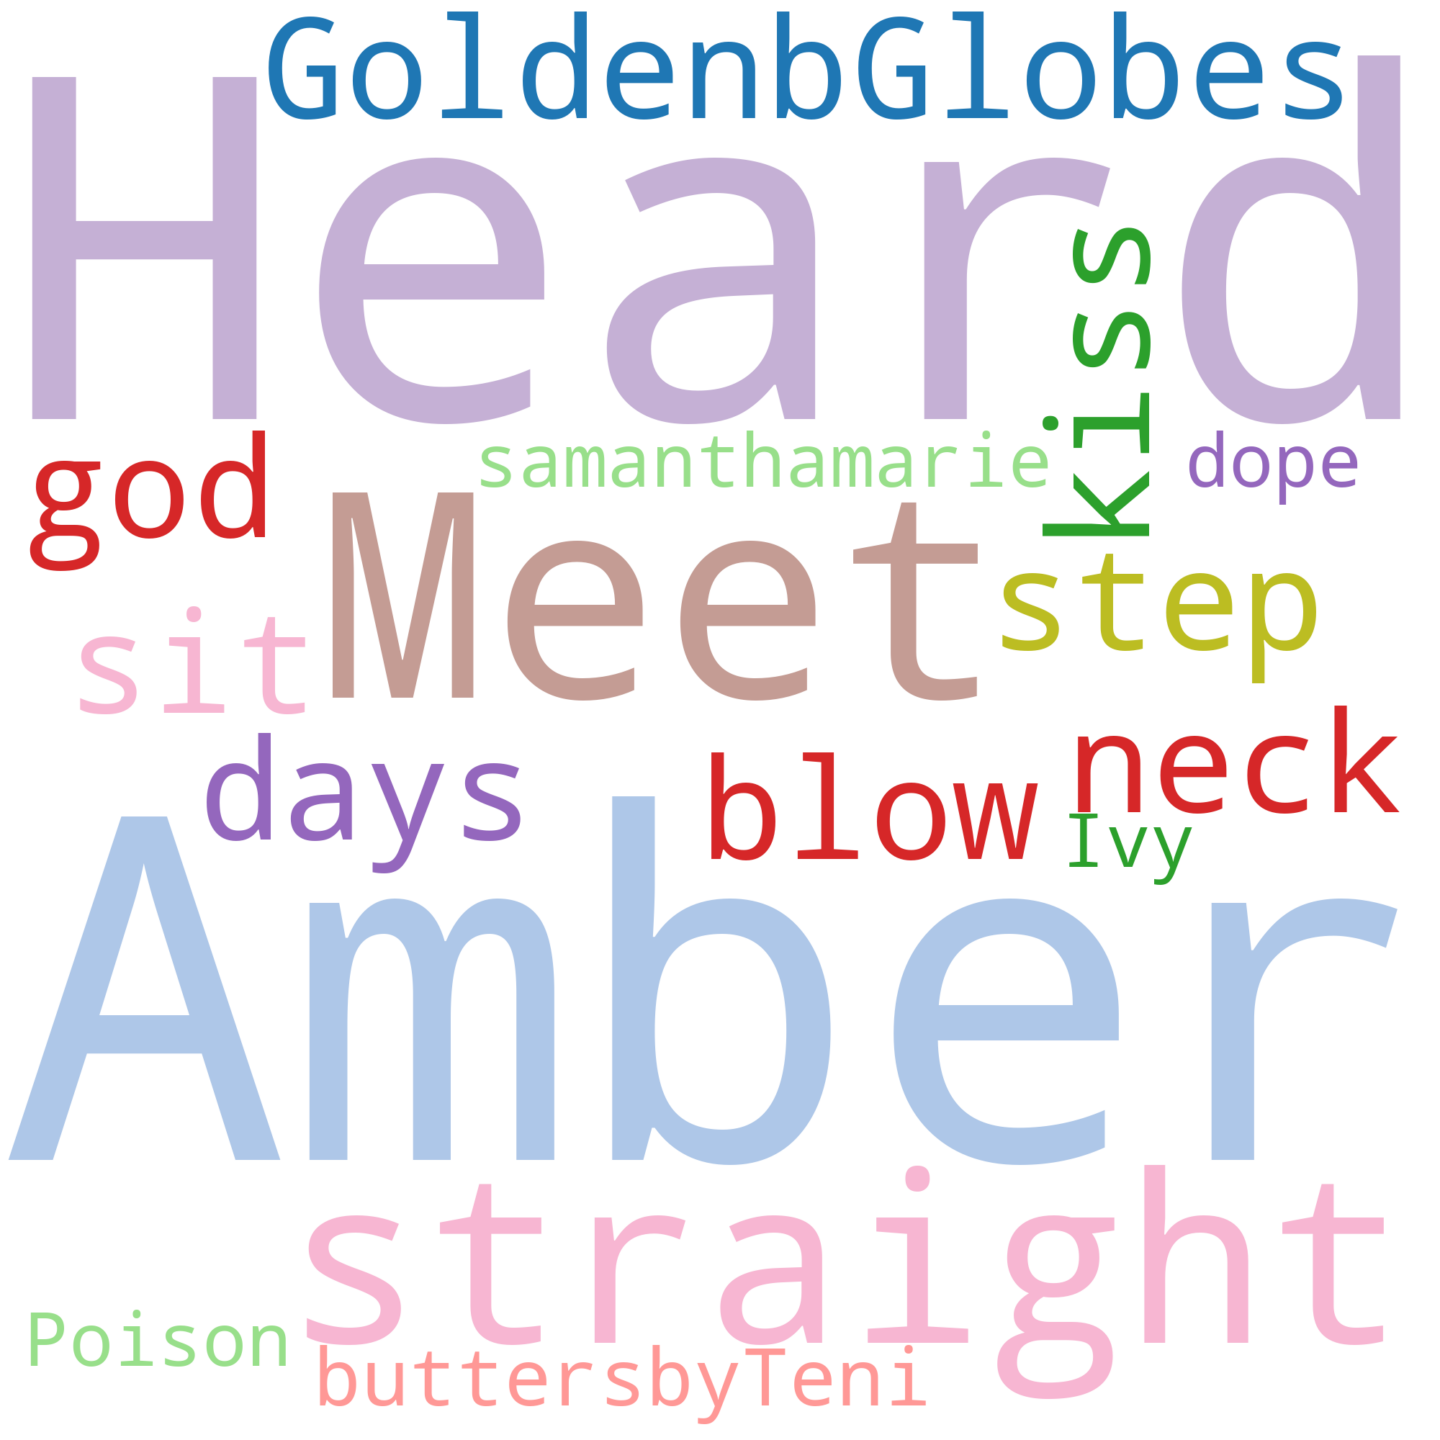 GoldenbGlobes
Heard
kiss
god
samanthamarie
dope
Meet
step
sit
days
blow
neck
Ivy
Amber
straight
Poison
buttersbyTeni